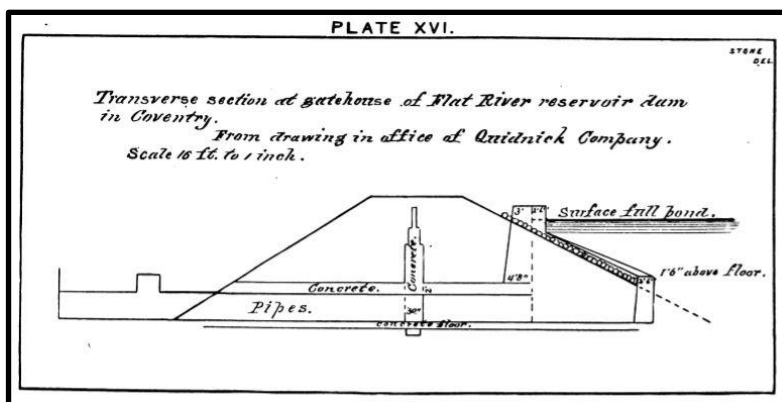 PLATE XVI.
STONE
DEL
Transverse section at gatehouse of Flat River reservoir dam
in Coventry.
From drawing in office of Quidnick Company.
Scale 16 ft. to 1 inch.
3'
Surface full pond.
Concrete.
4'8"
1'6" above floor.
Concrete.
Pipes.
30"
Concrete floor.